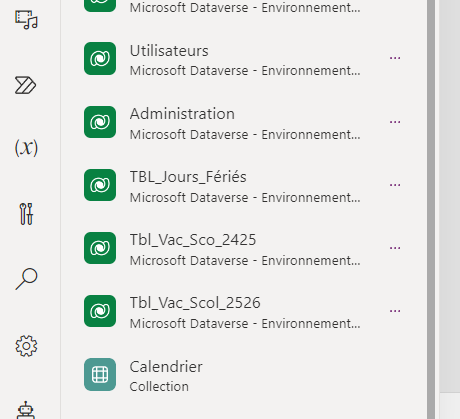 Microsoft Dataverse - Environnement...
Utilisateurs
Microsoft Dataverse - Environnement...
Administration
Microsoft Dataverse - Environnement...
TBL_Jours_Fériés
Microsoft Dataverse - Environnement...
Tbl_Vac_Sco_2425
Microsoft Dataverse - Environnement...
Tbl_Vac_Scol_2526
Microsoft Dataverse - Environnement...
Calendrier
Collection
(x)